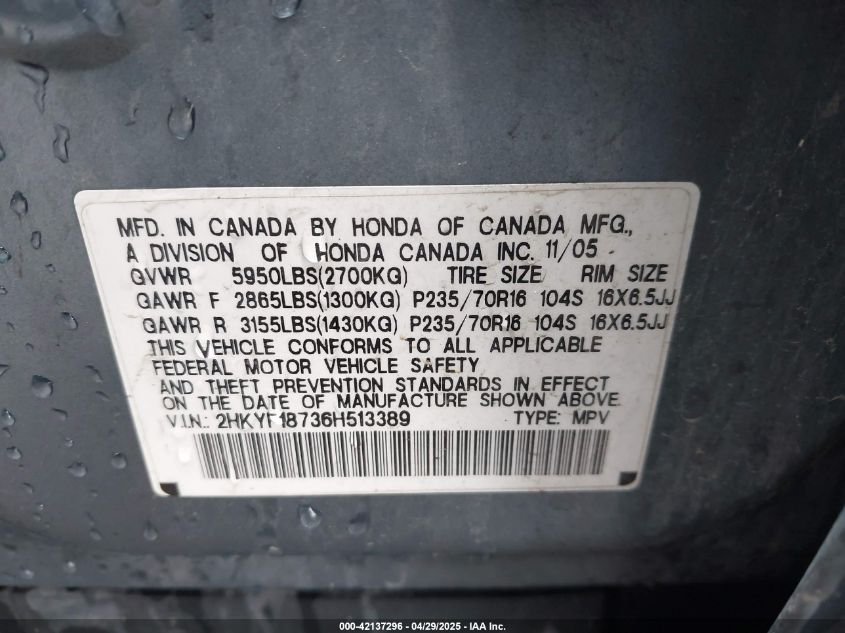 MFD. IN CANADA BY HONDA OF CANADA MFG.,
A DIVISION OF HONDA CANADA INC. 11/05
GVWR 5950LBS(2700KG) TIRE SIZE RIM SIZE
GAWR F 2865LBS(1300KG) P235/70R16 104S 16X6.5JJ
GAWR R 3155LBS(1430KG) P235/70R16 104S 16X6.5JJ
THIS VEHICLE CONFORMS TO ALL APPLICABLE
FEDERAL MOTOR VEHICLE SAFETY
AND THEFT PREVENTION STANDARDS IN EFFECT
ON THE DATE OF MANUFACTURE SHOWN ABOVE.
V.I.N.: 2HKYF18736H513389 TYPE: MPV
000-42137296 - 04/29/2025 - IAA Inc.